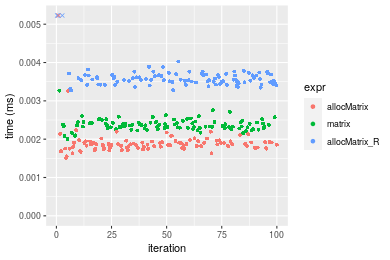 0.005
0.004
0.003
0.002
0.001
0.000
time (ms)
0
25
50
75
100
iteration
expr
allocMatrix
matrix
allocMatrix_R